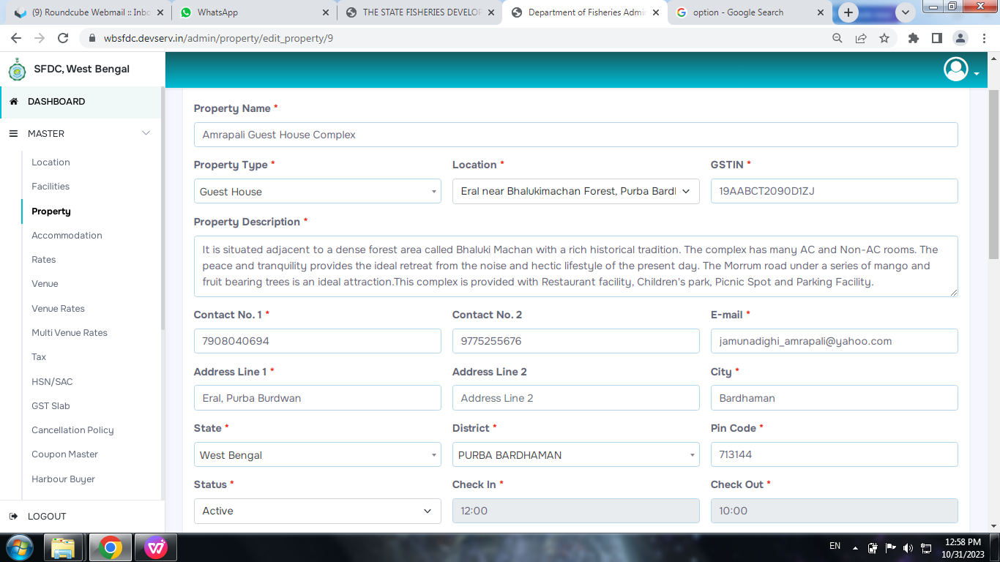 (9) Roundcube Webmail :: Inbo
WhatsApp
THE STATE FISHERIES DEVELOP
Department of Fisheries Admi
option - Google Search
wbsfdc.devserv.in/admin/property/edit_property/9
SFDC, West Bengal
DASHBOARD
MASTER
Location
Facilities
Property
Accommodation
Rates
Venue
Venue Rates
Multi Venue Rates
Tax
HSN/SAC
GST Slab
Cancellation Policy
Coupon Master
Harbour Buyer
LOGOUT
Property Name *
Amrapali Guest House Complex
Property Type * Location * GSTIN *
Guest House Eral near Bhalukimachan Forest, Purba Bard 19AABCT2090D1ZJ
Property Description *
It is situated adjacent to a dense forest area called Bhaluki Machan with a rich historical tradition. The complex has many AC and Non-AC rooms. The
peace and tranquility provides the ideal retreat from the noise and hectic lifestyle of the present day. The Morrum road under a series of mango and
fruit bearing trees is an ideal attraction.This complex is provided with Restaurant facility, Children's park, Picnic Spot and Parking Facility.
Contact No. 1 * Contact No. 2 E-mail *
7908040694 9775255676 jamunadighi_amrapali@yahoo.com
Address Line 1 * Address Line 2 City *
Eral, Purba Burdwan Address Line 2 Bardhaman
State * District * Pin Code *
West Bengal PURBA BARDHAMAN 713144
Status * Check In * Check Out *
Active 12:00 10:00
EN
12:58 PM
10/31/2023